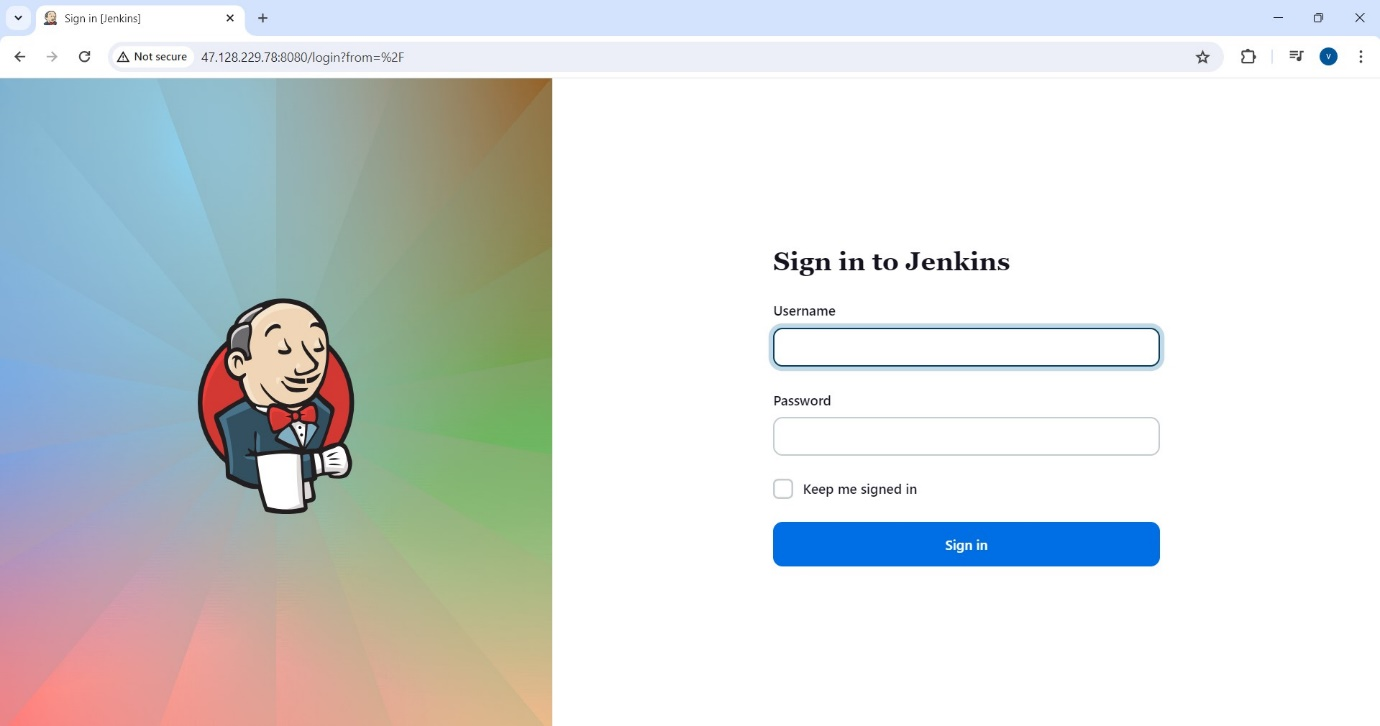 Sign in [Jenkins]
Not secure
47.128.229.78:8080/login?from=%2F
V
Sign in to Jenkins
Username
Password
Keep me signed in
Sign in